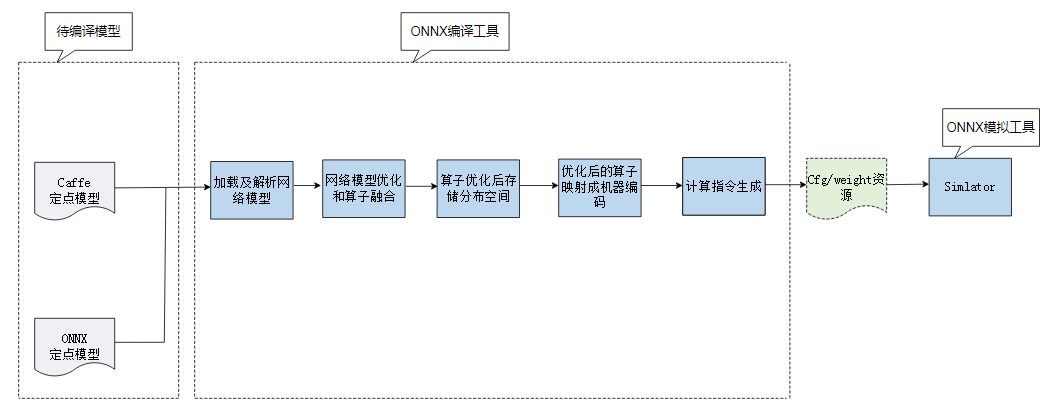 待编译模型
ONNX编译工具
ONNX模拟工具
Caffe
定点模型
加载及解析网
络模型
网络模型优化
和算子融合
算子优化后存
储分布空间
优化后的算子
映射成机器编
码
计算指令生成
Cfg/weight资
源
Simlator
ONNX
定点模型